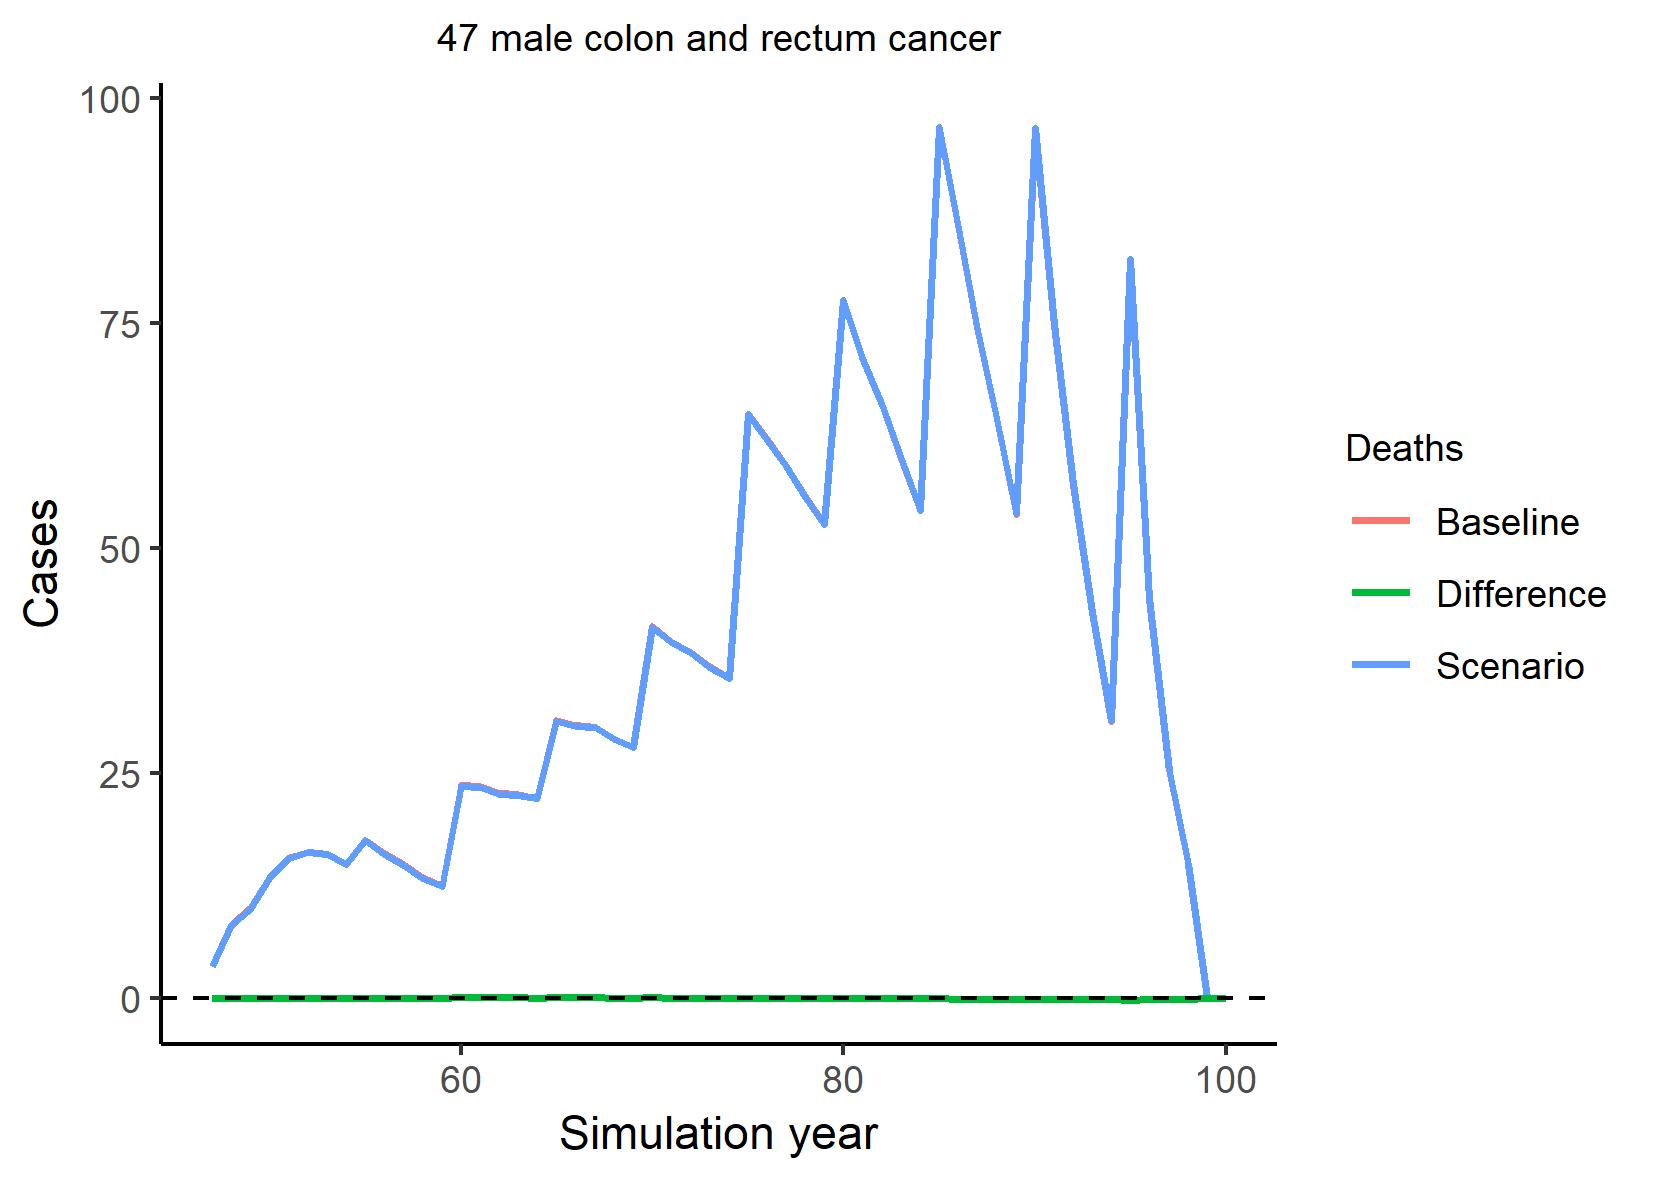 47 male colon and rectum cancer
100
75
50
25
0
Cases
60
80
100
Simulation year
Deaths
Baseline
Difference
Scenario